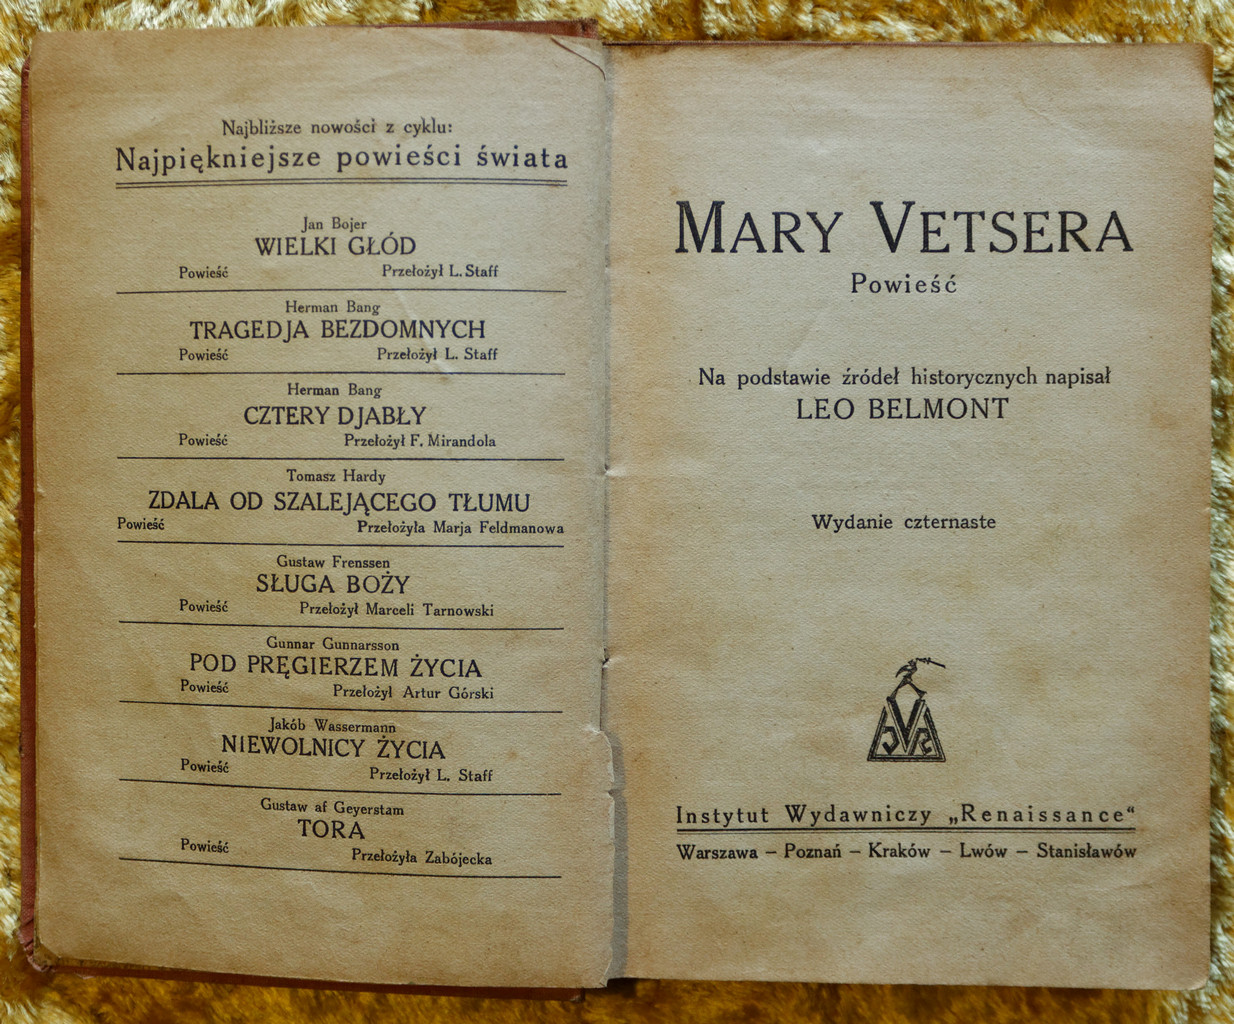 Najbliższe nowości z cyklu:
Najpiękniejsze powieści świata
Jan Bojer
WIELKI GŁÓD
Powieść Przełożył L. Staff
Herman Bang
TRAGEDJA BEZDOMNYCH
Powieść Przełożył L. Staff
Herman Bang
CZTERY DJABŁY
Powieść Przełożył F. Mirandola
Tomasz Hardy
ZDALA OD SZALEJĄCEGO TŁUMU
Powieść Przełożyła Marja Feldmanowa
Gustaw Frenssen
SŁUGA BOŻY
Powieść Przełożył Marceli Tarnowski
Gunnar Gunnarsson
POD PRĘGIERZEM ŻYCIA
Powieść Przełożył Artur Górski
Jakób Wassermann
NIEWOLNICY ŻYCIA
Powieść Przełożył L. Staff
Gustaw af Geyerstam
TORA
Powieść Przełożyła Zabójecka
MARY VETSERA
Powieść
Na podstawie źródeł historycznych napisał
LEO BELMONT
Wydanie czternaste
Instytut Wydawniczy „Renaissance“
Warszawa – Poznań – Kraków – Lwów – Stanisławów